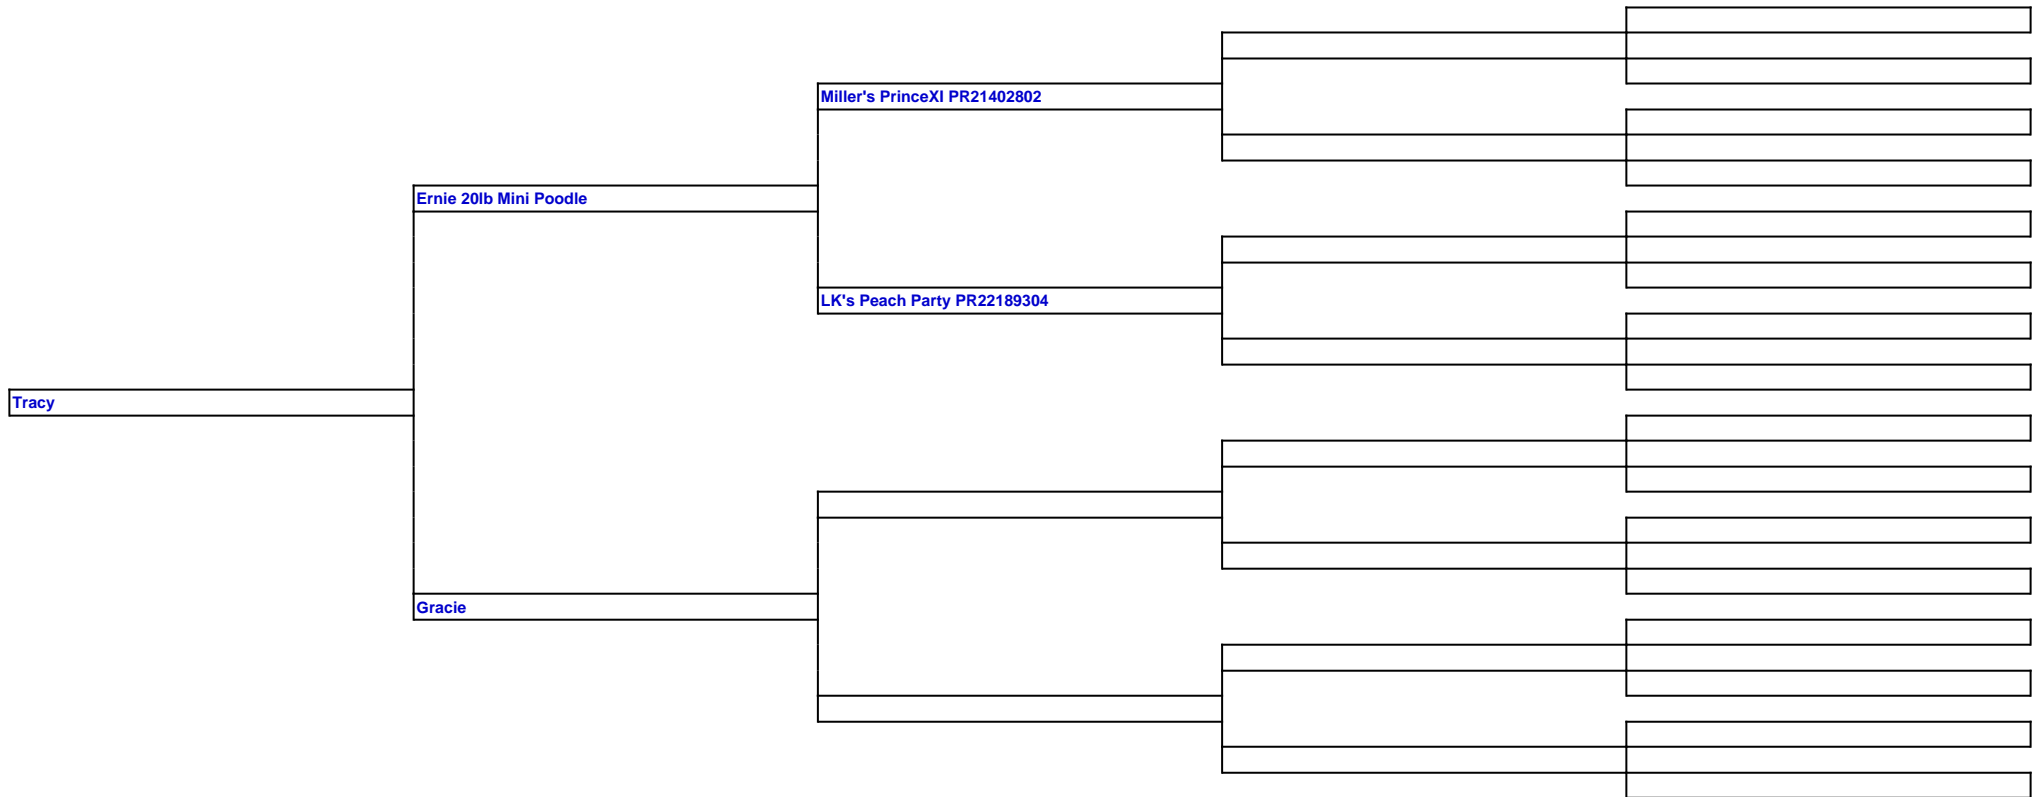 Miller's PrinceXI PR21402802
Ernie 20lb Mini Poodle
LK's Peach Party PR22189304
Tracy
Gracie